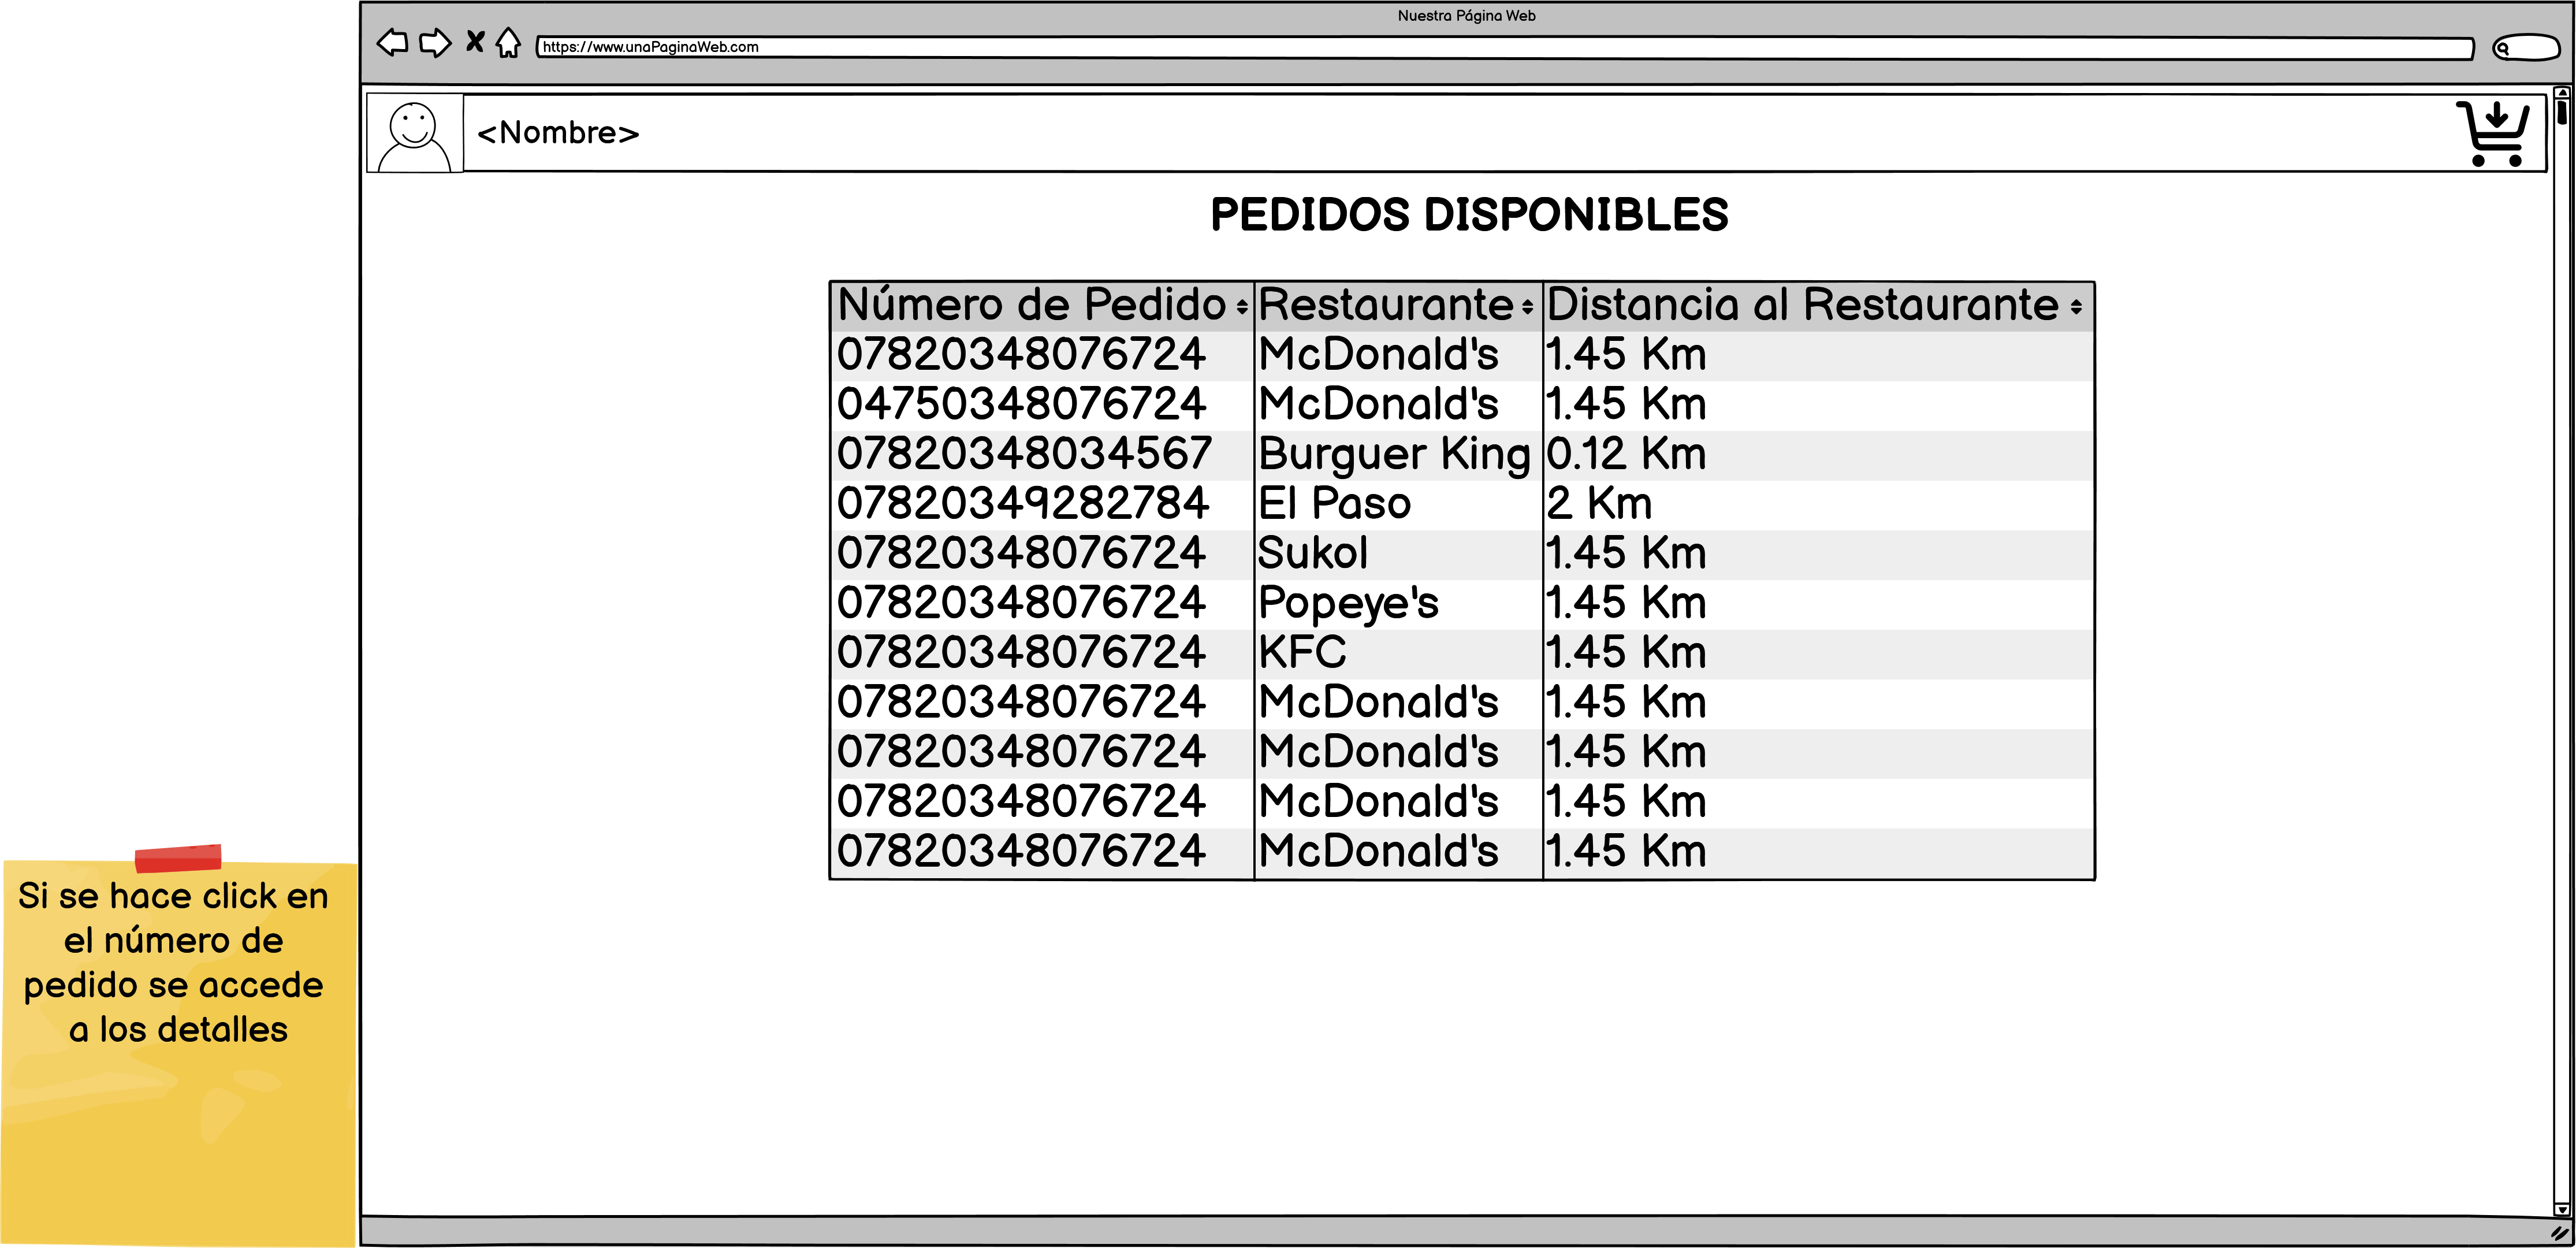 Nuestra Página Web
https://www.unaPaginaWeb.com
<Nombre>
PEDIDOS DISPONIBLES
Número de Pedido Restaurante Distancia al Restaurante
07820348076724 McDonald's 1.45 Km
04750348076724 McDonald's 1.45 Km
07820348034567 Burguer King 0.12 Km
07820349282784 El Paso 2 Km
07820348076724 Sukol 1.45 Km
07820348076724 Popeye's 1.45 Km
07820348076724 KFC 1.45 Km
07820348076724 McDonald's 1.45 Km
07820348076724 McDonald's 1.45 Km
07820348076724 McDonald's 1.45 Km
07820348076724 McDonald's 1.45 Km
Si se hace click en
el número de
pedido se accede
a los detalles